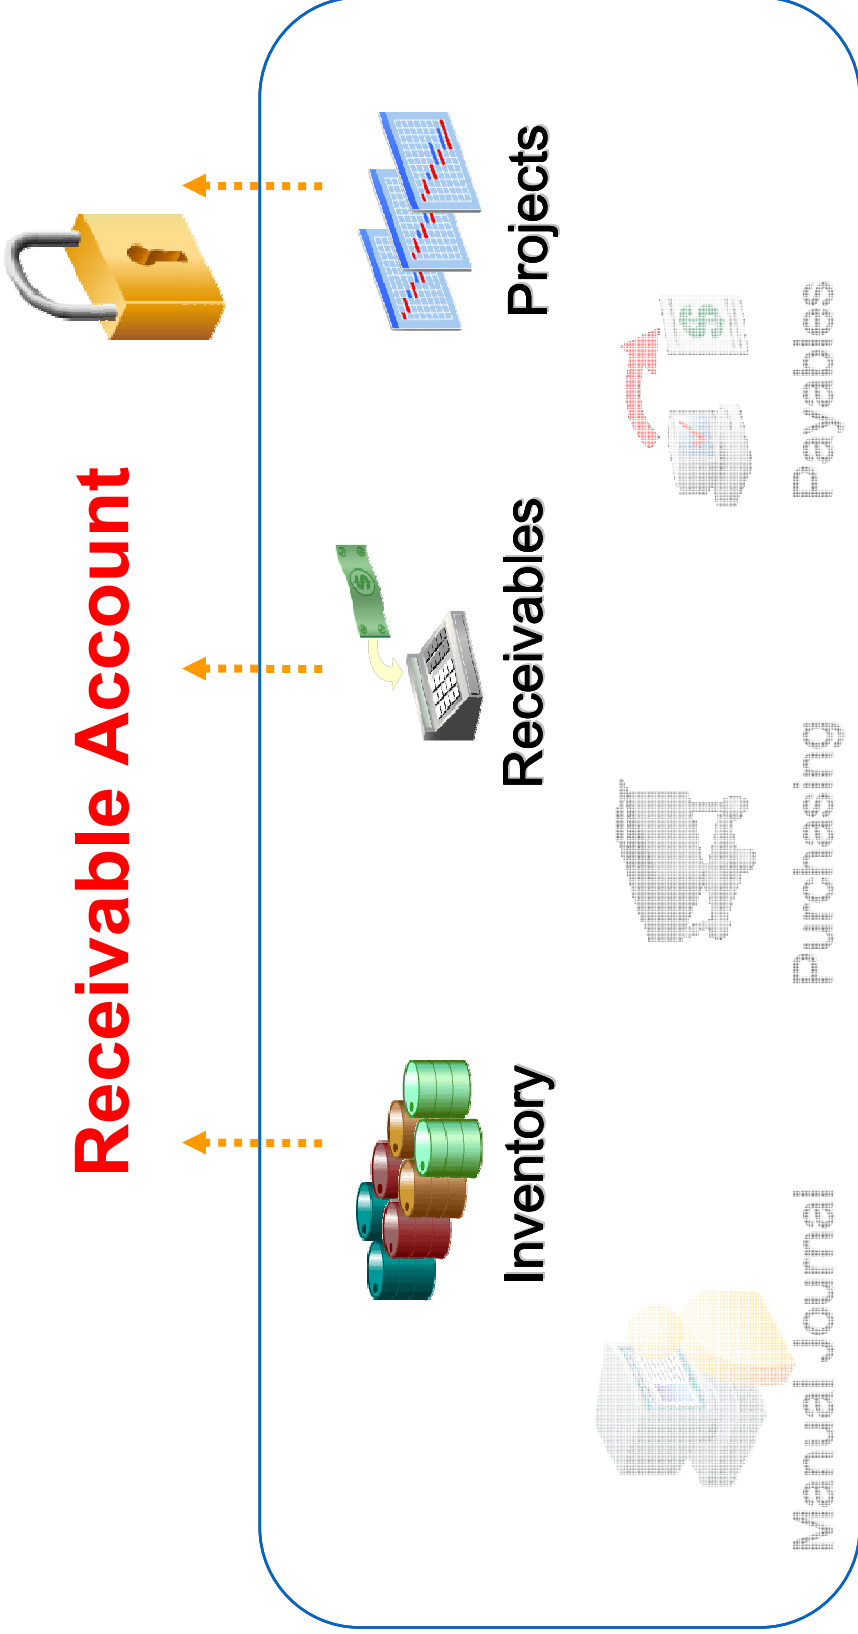 Receivable Account
Inventory
Receivables
Projects
Manual Journal
Purchasing
Payables